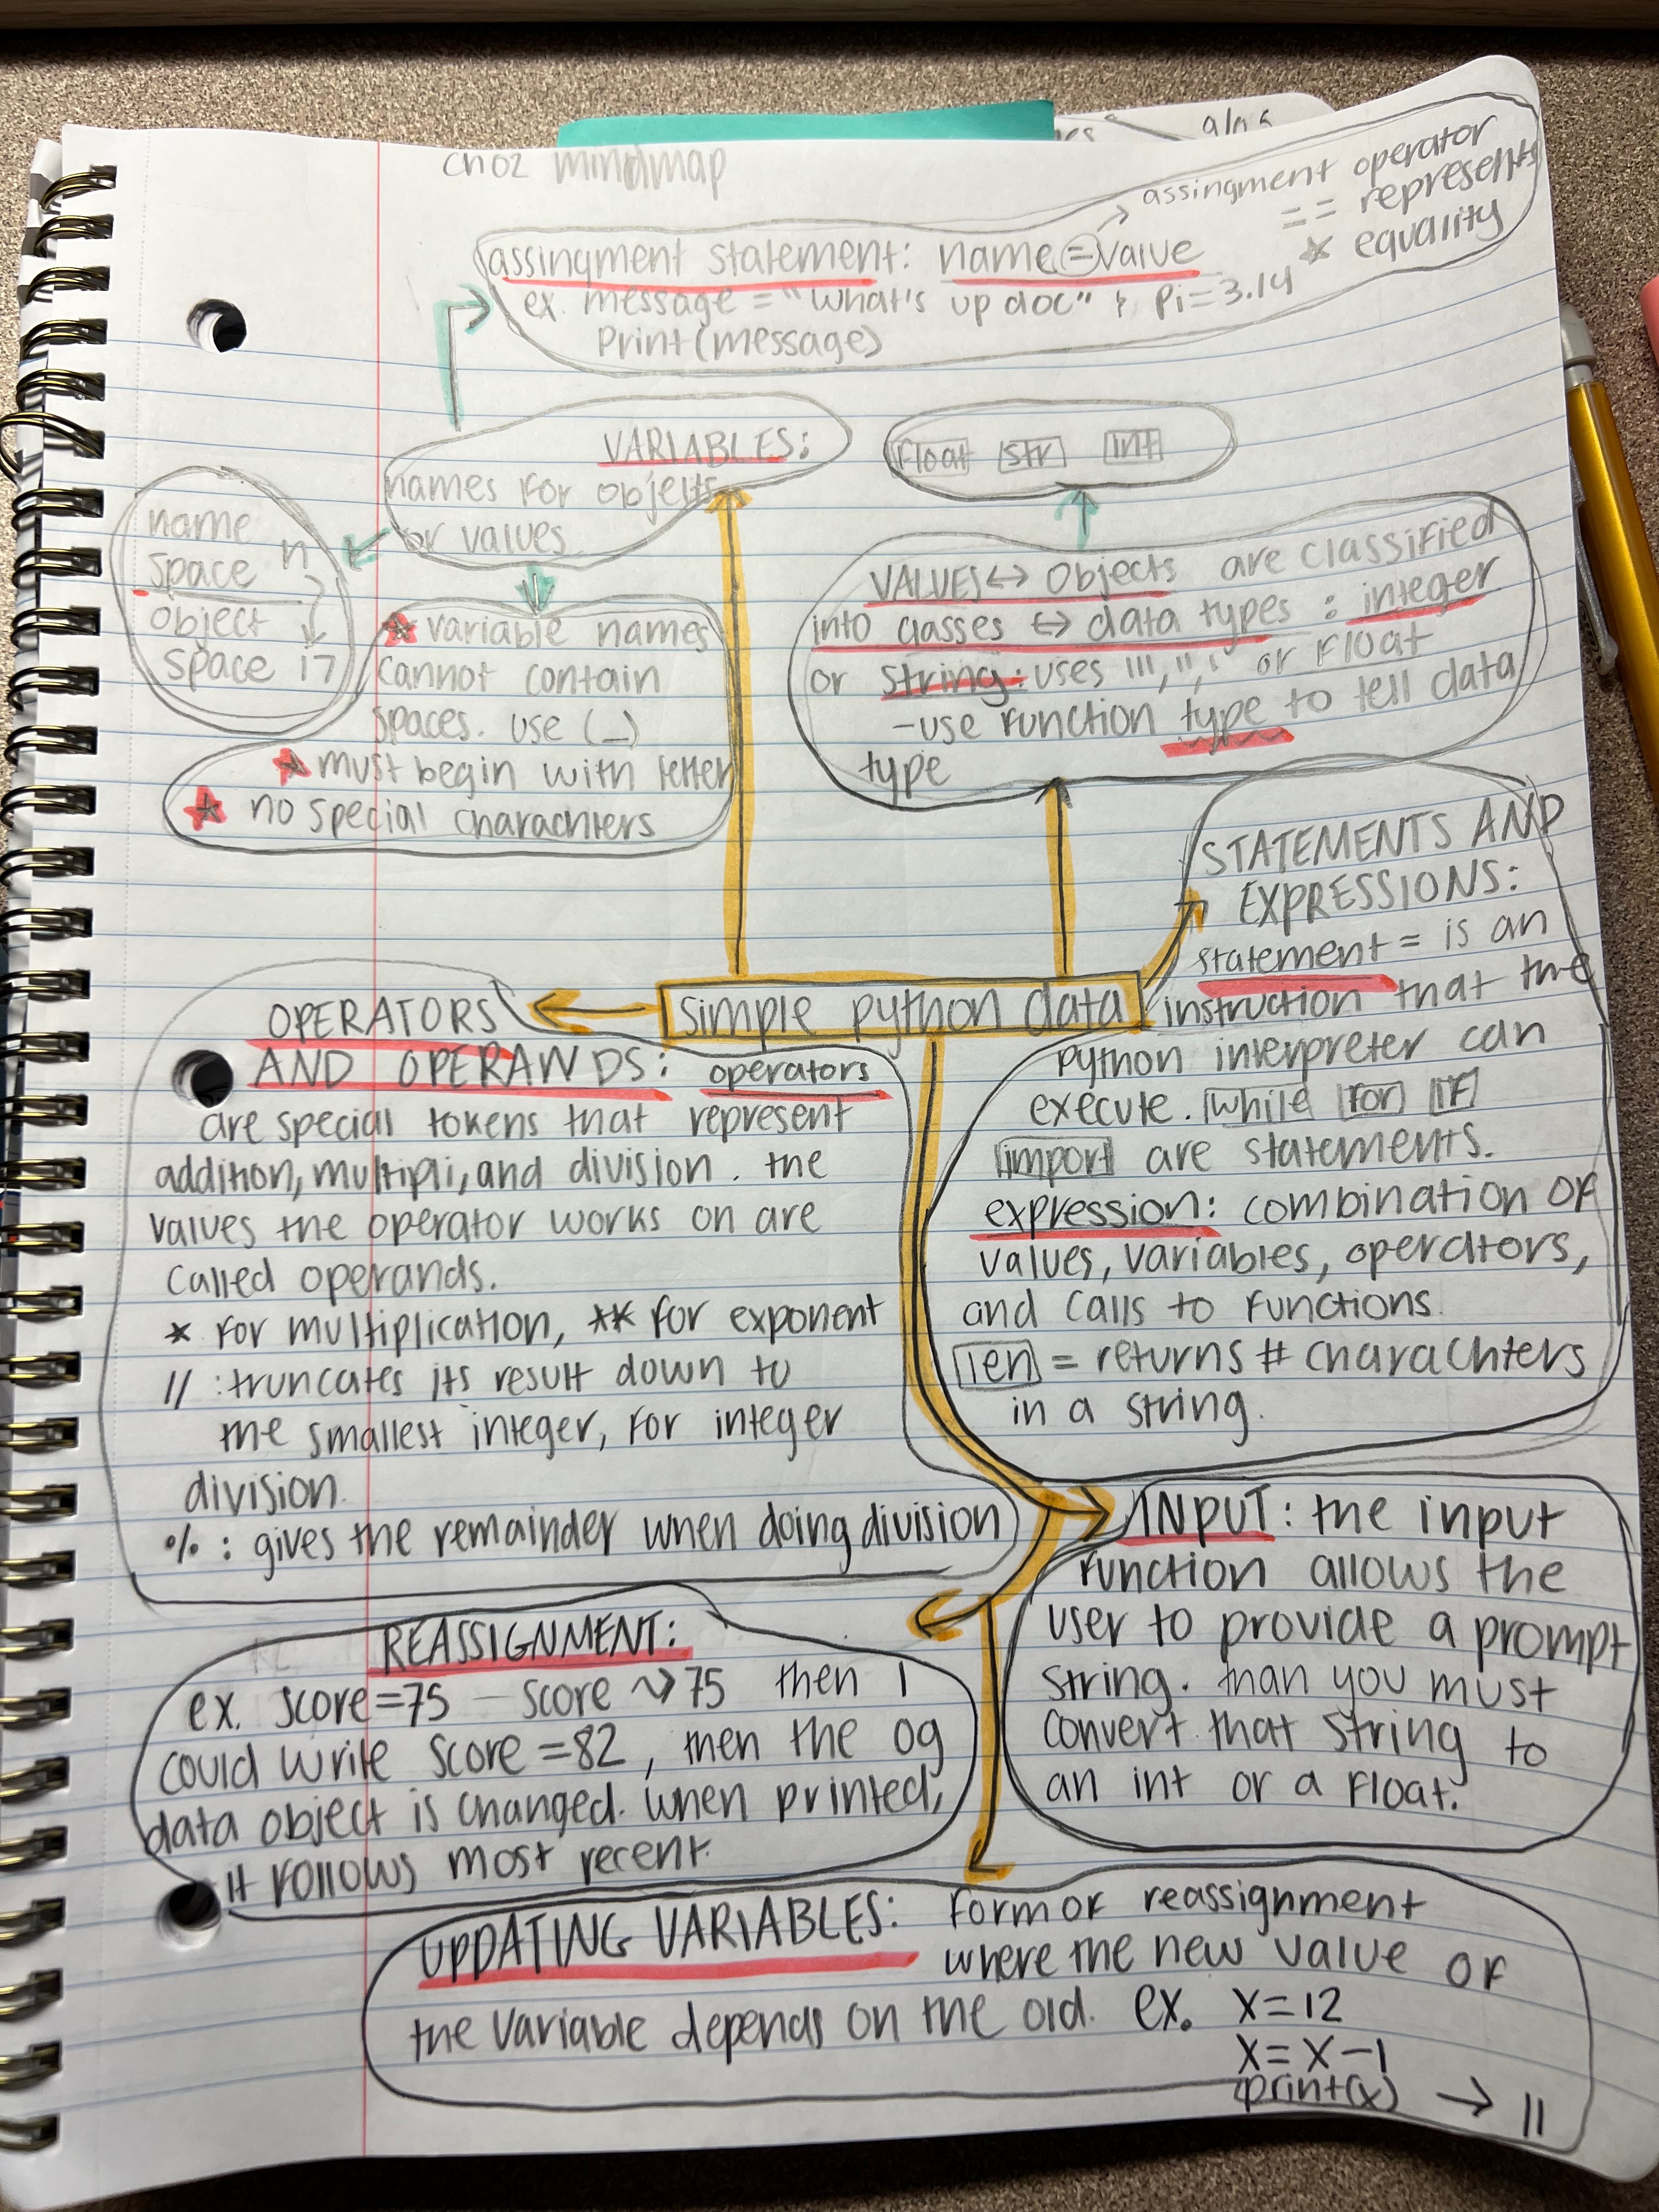 ch02 mindmap
assingment operator
== represents
★ equality
assingment statement: name=value
ex. message = "what's up doc" & pi=3.14
Print(message)
VARIABLES:
names for objects
or values
float str int
name
space n
object
space 17
★ variable names
cannot contain
spaces. use (_)
★ must begin with letter
★ no special charachters
VALUES ↔ Objects are classified
into classes ↔ data types : integer
or String: uses ''', ", ' or float
-use function type to tell data
type
STATEMENTS AND
EXPRESSIONS:
statement = is an
instruction that the
python interpreter can
execute. while for if
import are statements.
expression: combination of
values, variables, operators,
and calls to functions.
len = returns # charachters
in a string.
simple python data
OPERATORS
AND OPERANDS: operators
are special tokens that represent
addition, multipli, and division. the
values the operator works on are
called operands.
* for multiplication, ** for exponent
// : truncates its result down to
the smallest integer, for integer
division.
% : gives the remainder when doing division
INPUT: the input
function allows the
user to provide a prompt
string. than you must
convert that string to
an int or a float.
REASSIGNMENT:
ex. score=75 – score → 75 then I
could write score=82, then the og
data object is changed. when printed,
it follows most recent.
UPDATING VARIABLES: form of reassignment
where the new value of
the variable depends on the old. ex. x=12
x=x-1
print(x) → 11